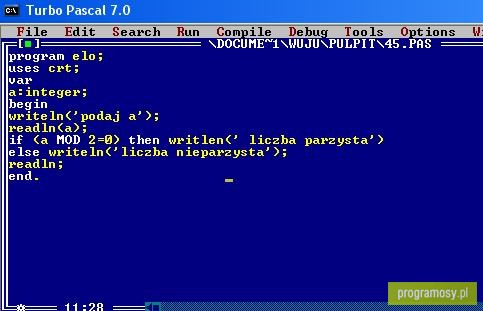 Turbo Pascal 7.0
File Edit Search Run Compile Debug Tools Options
\DOCUME~1\WUJU\PULPIT\45.PAS
program elo;
uses crt;
var
a:integer;
begin
writeln('podaj a');
readln(a);
if (a MOD 2=0) then writlen(' liczba parzysta')
else writeln('liczba nieparzysta');
readln;
end.
11:28
programosy.pl